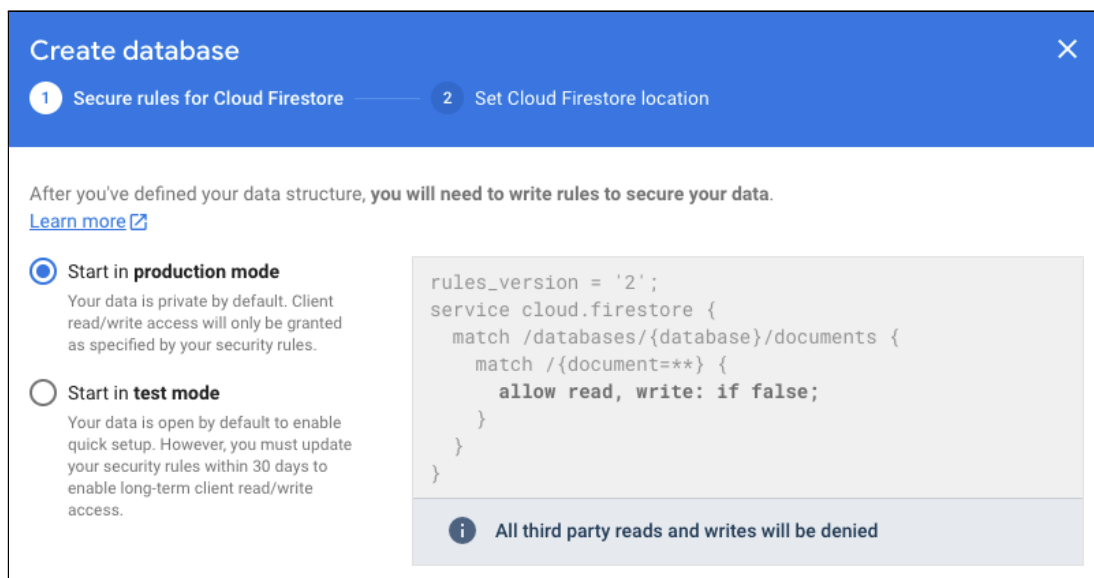 Create database
1 Secure rules for Cloud Firestore 2 Set Cloud Firestore location
After you've defined your data structure, you will need to write rules to secure your data.
Learn more
Start in production mode
Your data is private by default. Client
read/write access will only be granted
as specified by your security rules.
Start in test mode
Your data is open by default to enable
quick setup. However, you must update
your security rules within 30 days to
enable long-term client read/write
access.
rules_version = '2';
service cloud.firestore {
  match /databases/{database}/documents {
    match /{document=**} {
      allow read, write: if false;
    }
  }
}
All third party reads and writes will be denied